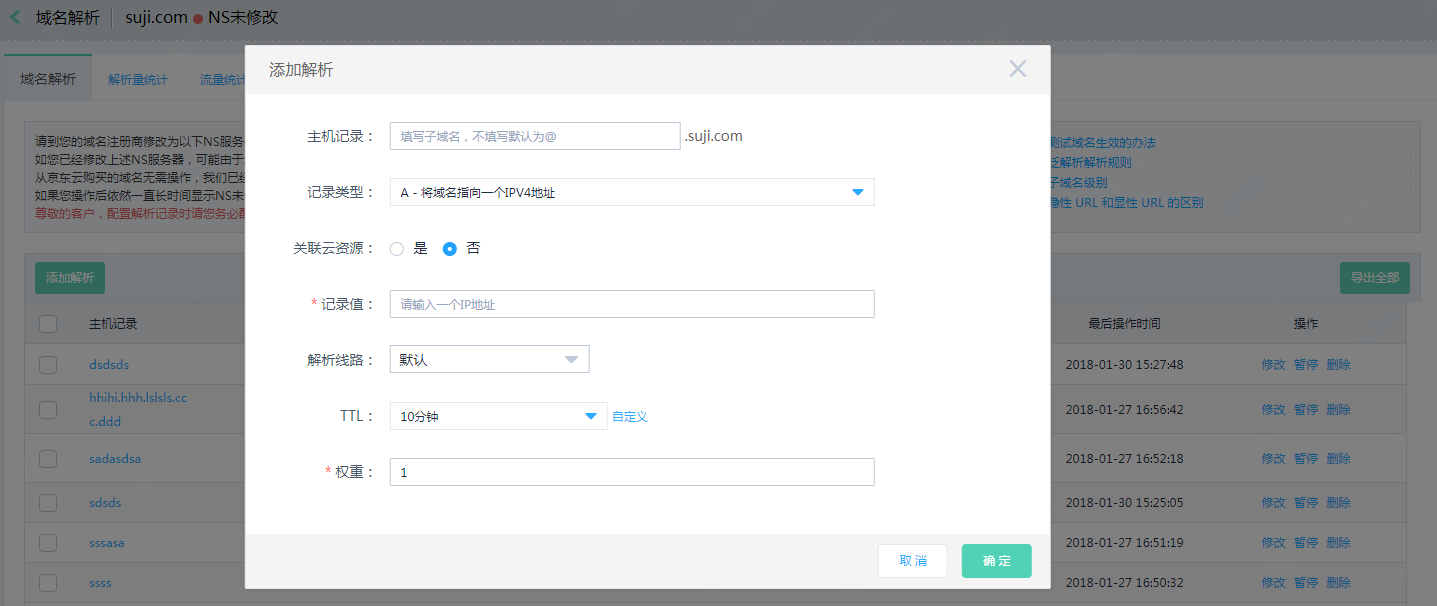 域名解析 suji.com NS未修改
域名解析 解析量统计 流量统计
添加解析
请到您的域名注册商修改为以下NS服务
如您已经修改上述NS服务器，可能由于
从京东云购买的域名无需操作，我们已经
如果您操作后依然一直长时间显示NS未
尊敬的客户，配置解析记录时请您务必
测试域名生效的办法
泛解析解析规则
子域名级别
隐性 URL 和显性 URL 的区别
主机记录： 填写子域名，不填写默认为@ .suji.com
记录类型： A - 将域名指向一个IPV4地址
关联云资源： 是 否
* 记录值： 请输入一个IP地址
解析线路： 默认
TTL： 10分钟 自定义
* 权重： 1
取消 确定
添加解析 导出全部
主机记录 最后操作时间 操作
dsdsds 2018-01-30 15:27:48 修改 暂停 删除
hhihi.hhh.lslsls.cc
c.ddd 2018-01-27 16:56:42 修改 暂停 删除
sadasdsa 2018-01-27 16:52:18 修改 暂停 删除
sdsds 2018-01-30 15:25:05 修改 暂停 删除
sssasa 2018-01-27 16:51:19 修改 暂停 删除
ssss 2018-01-27 16:50:32 修改 暂停 删除